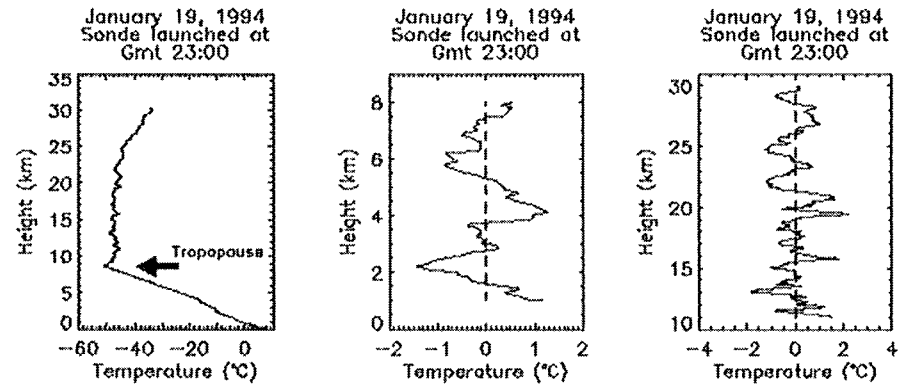 January 19, 1994
Sonde launched at
Gmt 23:00
35
30
25
20
15
10
5
0
Height (km)
Tropopause
-60 -40 -20 0
Temperature (°C)
January 19, 1994
Sonde launched at
Gmt 23:00
8
6
4
2
0
Height (km)
-2 -1 0 1 2
Temperature (°C)
January 19, 1994
Sonde launched at
Gmt 23:00
30
25
20
15
10
Height (km)
-4 -2 0 2 4
Temperature (°C)